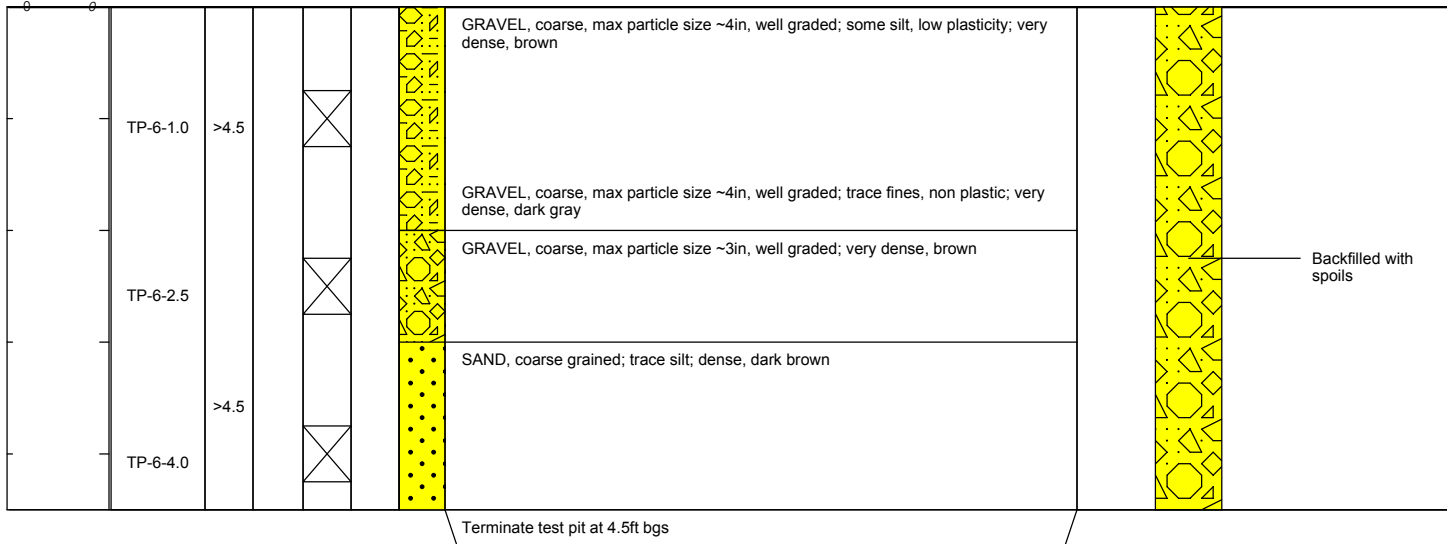 0 0
GRAVEL, coarse, max particle size ~4in, well graded; some silt, low plasticity; very
dense, brown
TP-6-1.0 >4.5
GRAVEL, coarse, max particle size ~4in, well graded; trace fines, non plastic; very
dense, dark gray
GRAVEL, coarse, max particle size ~3in, well graded; very dense, brown
Backfilled with
spoils
TP-6-2.5
SAND, coarse grained; trace silt; dense, dark brown
>4.5
TP-6-4.0
Terminate test pit at 4.5ft bgs